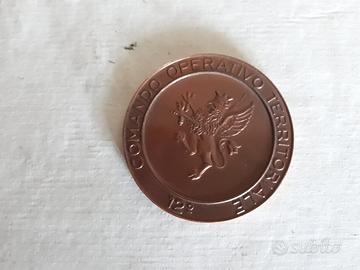 12° COMANDO OPERATIVO TERRITORIALE
subito